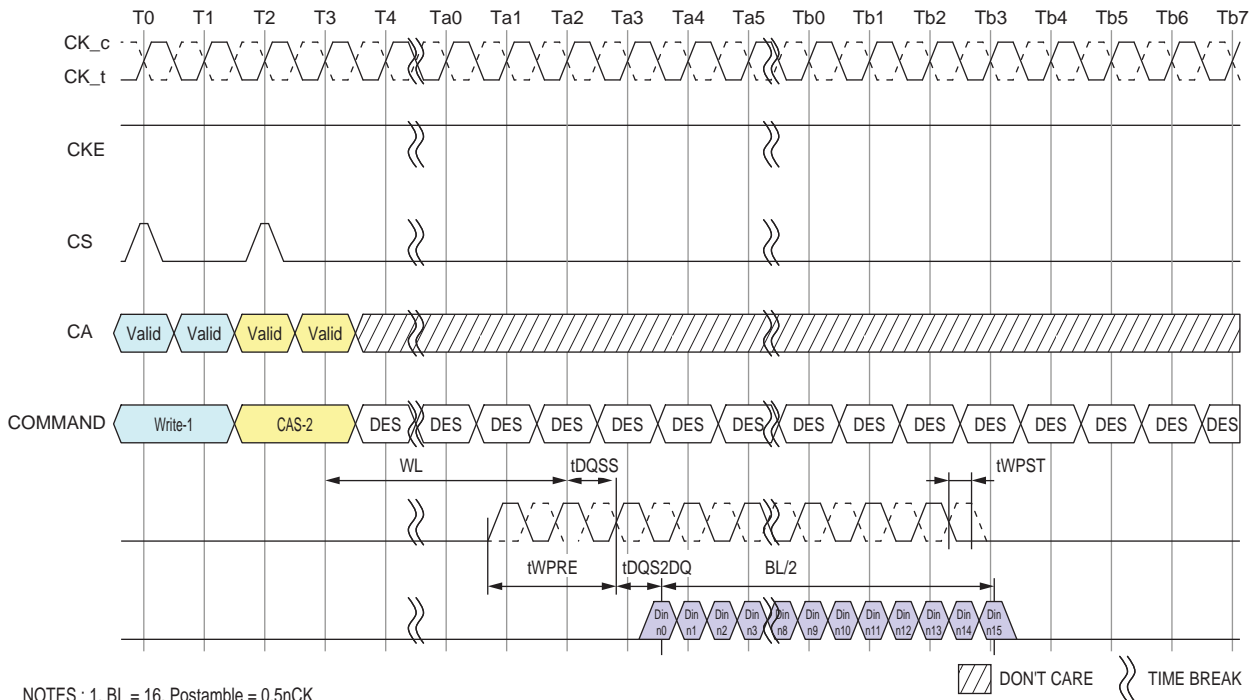 T0 T1 T2 T3 T4 Ta0 Ta1 Ta2 Ta3 Ta4 Ta5 Tb0 Tb1 Tb2 Tb3 Tb4 Tb5 Tb6 Tb7
CK_c
CK_t
CKE
CS
CA Valid Valid Valid Valid
COMMAND Write-1 CAS-2 DES DES DES DES DES DES DES DES DES DES DES DES DES DES DES
WL tDQSS tWPST
tWPRE tDQS2DQ BL/2
Din n0 Din n1 Din n2 Din n3 Din n8 Din n9 Din n10 Din n11 Din n12 Din n13 Din n14 Din n15
DON'T CARE TIME BREAK
NOTES : 1. BL = 16, Postamble = 0.5nCK